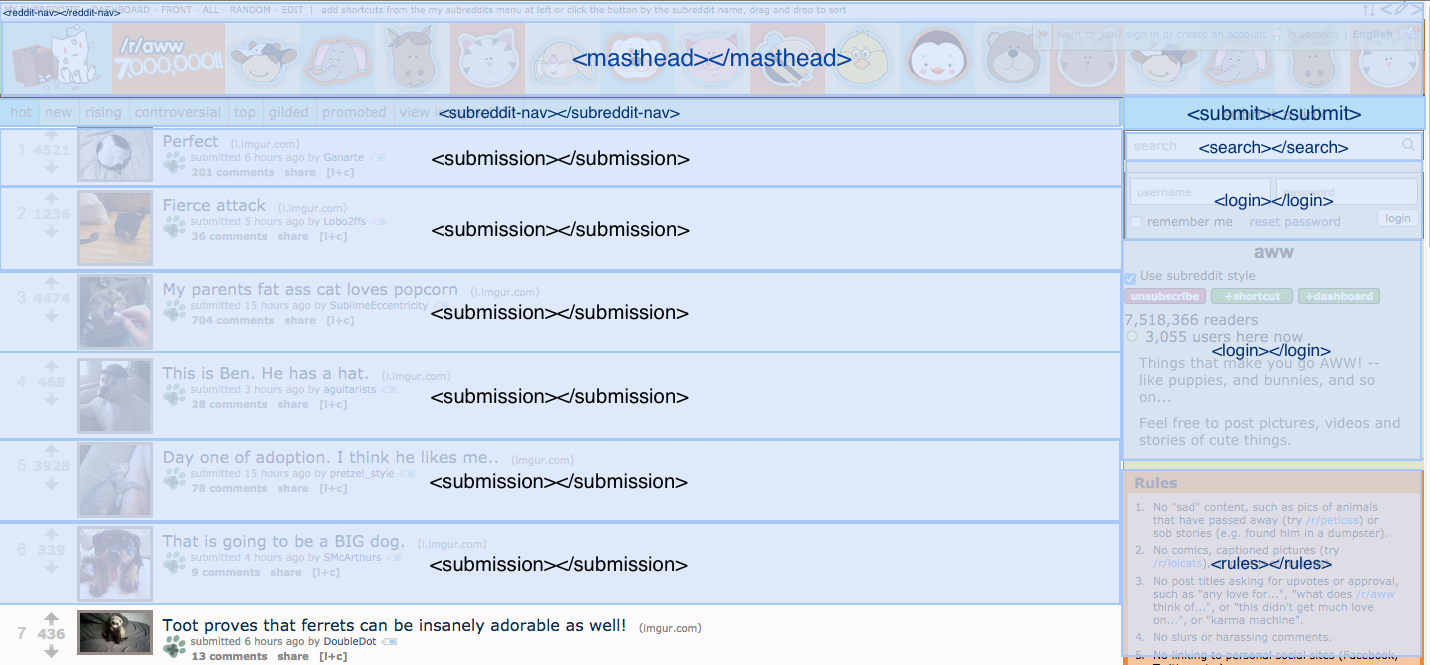 MY SUBREDDITS DASHBOARD - FRONT - ALL - RANDOM - EDIT | add shortcuts from the my subreddits menu at left or click the button by the subreddit name, drag and drop to sort
<reddit-nav></reddit-nav>
/r/aww
7,000,000!!
want to join? sign in or create an account in seconds | English
<masthead></masthead>
hot new rising controversial top gilded promoted view
<subreddit-nav></subreddit-nav>
<submit></submit>
1 4521 Perfect (i.imgur.com)
submitted 6 hours ago by Ganarte
201 comments share [l+c]
<submission></submission>
2 1236 Fierce attack (i.imgur.com)
submitted 5 hours ago by Lobo2ffs
36 comments share [l+c]
<submission></submission>
3 4474 My parents fat ass cat loves popcorn (i.imgur.com)
submitted 15 hours ago by SublimeEccentricity
704 comments share [l+c]
<submission></submission>
4 468 This is Ben. He has a hat. (i.imgur.com)
submitted 3 hours ago by aguitarists
28 comments share [l+c]
<submission></submission>
5 3928 Day one of adoption. I think he likes me.. (imgur.com)
submitted 15 hours ago by pretzel_style
78 comments share [l+c]
<submission></submission>
6 339 That is going to be a BIG dog. (i.imgur.com)
submitted 4 hours ago by SMcArthurs
9 comments share [l+c]
<submission></submission>
7 436 Toot proves that ferrets can be insanely adorable as well! (imgur.com)
submitted 6 hours ago by DoubleDot
13 comments share [l+c]
search
<search></search>
username password
<login></login>
remember me reset password login
aww
Use subreddit style
unsubscribe +shortcut +dashboard
7,518,366 readers
3,055 users here now
<login></login>
Things that make you go AWW! --
like puppies, and bunnies, and so
on...
Feel free to post pictures, videos and
stories of cute things.
Rules
1. No "sad" content, such as pics of animals
that have passed away (try /r/petloss) or
sob stories (e.g. found him in a dumpster).
2. No comics, captioned pictures (try
/r/lolcats),
<rules></rules>
3. No post titles asking for upvotes or approval,
such as "any love for...", "what does /r/aww
think of...", or "this didn't get much love
on...", or "karma machine".
4. No slurs or harassing comments.
5. No linking to personal social sites (Facebook,